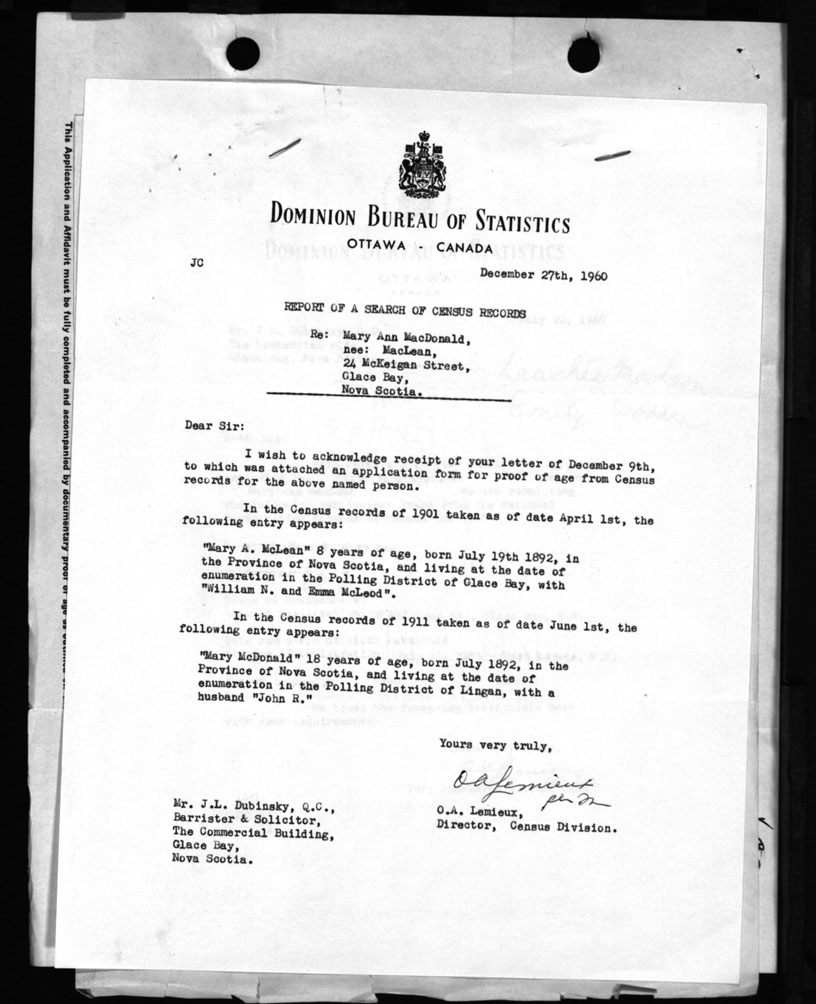 DOMINION BUREAU OF STATISTICS
OTTAWA - CANADA
JC
December 27th, 1960
REPORT OF A SEARCH OF CENSUS RECORDS
Re: Mary Ann MacDonald,
nee: MacLean,
24 McKeigan Street,
Glace Bay,
Nova Scotia.
Dear Sir:
I wish to acknowledge receipt of your letter of December 9th,
to which was attached an application form for proof of age from Census
records for the above named person.
In the Census records of 1901 taken as of date April 1st, the
following entry appears:
"Mary A. McLean" 8 years of age, born July 19th 1892, in
the Province of Nova Scotia, and living at the date of
enumeration in the Polling District of Glace Bay, with
"William N. and Emma McLeod".
In the Census records of 1911 taken as of date June 1st, the
following entry appears:
"Mary McDonald" 18 years of age, born July 1892, in the
Province of Nova Scotia, and living at the date of
enumeration in the Polling District of Lingan, with a
husband "John R."
Yours very truly,
OALemieux
O.A. Lemieux,
Director, Census Division.
Mr. J.L. Dubinsky, Q.C.,
Barrister & Solicitor,
The Commercial Building,
Glace Bay,
Nova Scotia.
This Application and Affidavit must be fully completed and accompanied by documentary proof of age